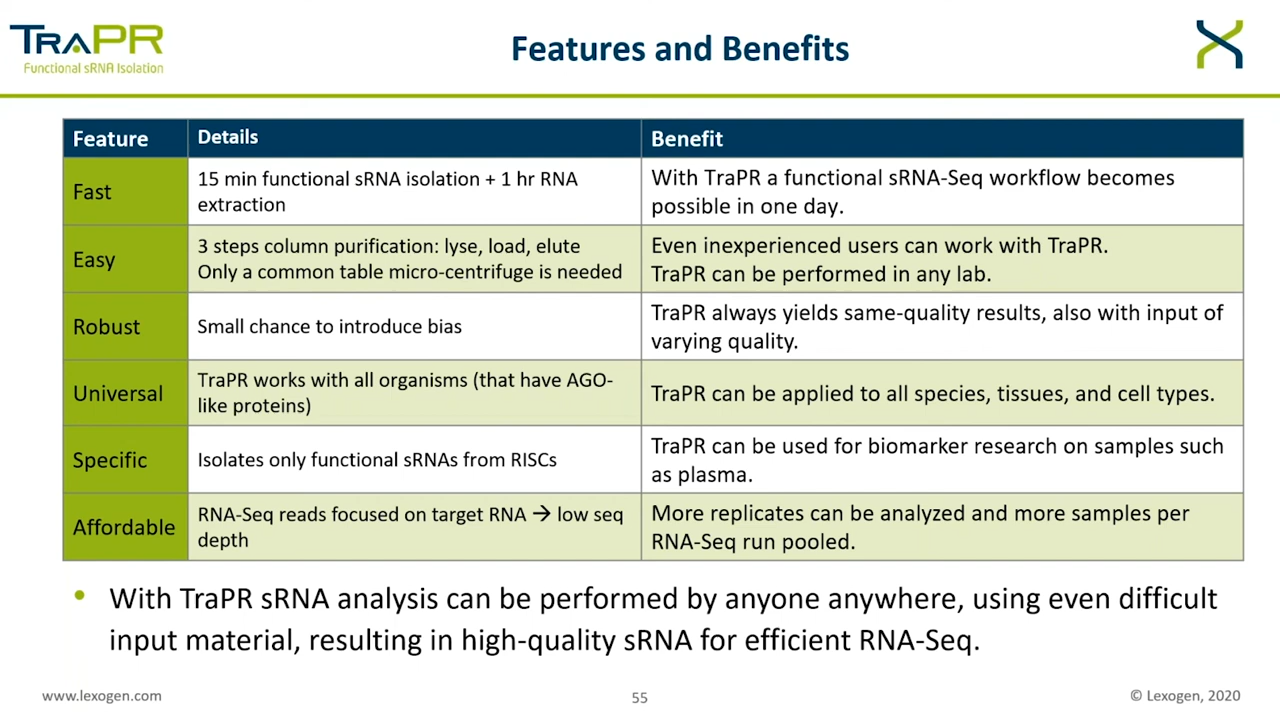 TRAPR
Functional sRNA Isolation
Features and Benefits
Feature
Details
Benefit
Fast
15 min functional sRNA isolation + 1 hr RNA
extraction
With TraPR a functional sRNA-Seq workflow becomes
possible in one day.
Easy
3 steps column purification: lyse, load, elute
Only a common table micro-centrifuge is needed
Even inexperienced users can work with TraPR.
TraPR can be performed in any lab.
Robust
Small chance to introduce bias
TraPR always yields same-quality results, also with input of
varying quality.
Universal
TraPR works with all organisms (that have AGO-
like proteins)
TraPR can be applied to all species, tissues, and cell types.
Specific
Isolates only functional sRNAs from RISCs
TraPR can be used for biomarker research on samples such
as plasma.
Affordable
RNA-Seq reads focused on target RNA → low seq
depth
More replicates can be analyzed and more samples per
RNA-Seq run pooled.
• With TraPR sRNA analysis can be performed by anyone anywhere, using even difficult
input material, resulting in high-quality sRNA for efficient RNA-Seq.
www.lexogen.com
55
© Lexogen, 2020